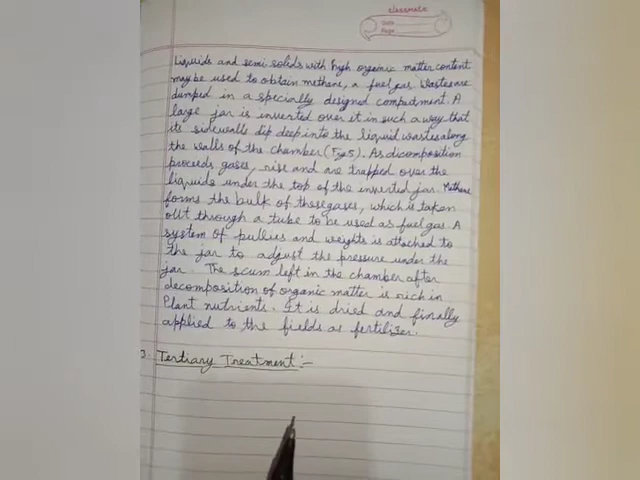 classmate
Date
Page
Liquids and semi solids with high organic matter content
may be used to obtain methane, a fuel gas. Wastes are
dumped in a specially designed compartment. A
large jar is inverted over it in such a way that
its sidewalls dip deep into the liquid wastes along
the walls of the chamber (Fig 5). As dicomposition
proceeds, gases, rise and are trapped over the
liquids under the top of the inverted jar. Methane
forms the bulk of these gases, which is taken
out through a tube to be used as fuel gas. A
system of pullies and weights is attached to
the jar to adjust the pressure under the
jar. The scum left in the chamber after
decomposition of organic matter is rich in
Plant nutrients. It is dried and finally
applied to the fields as fertilizer.
3. Tertiary Treatment :-